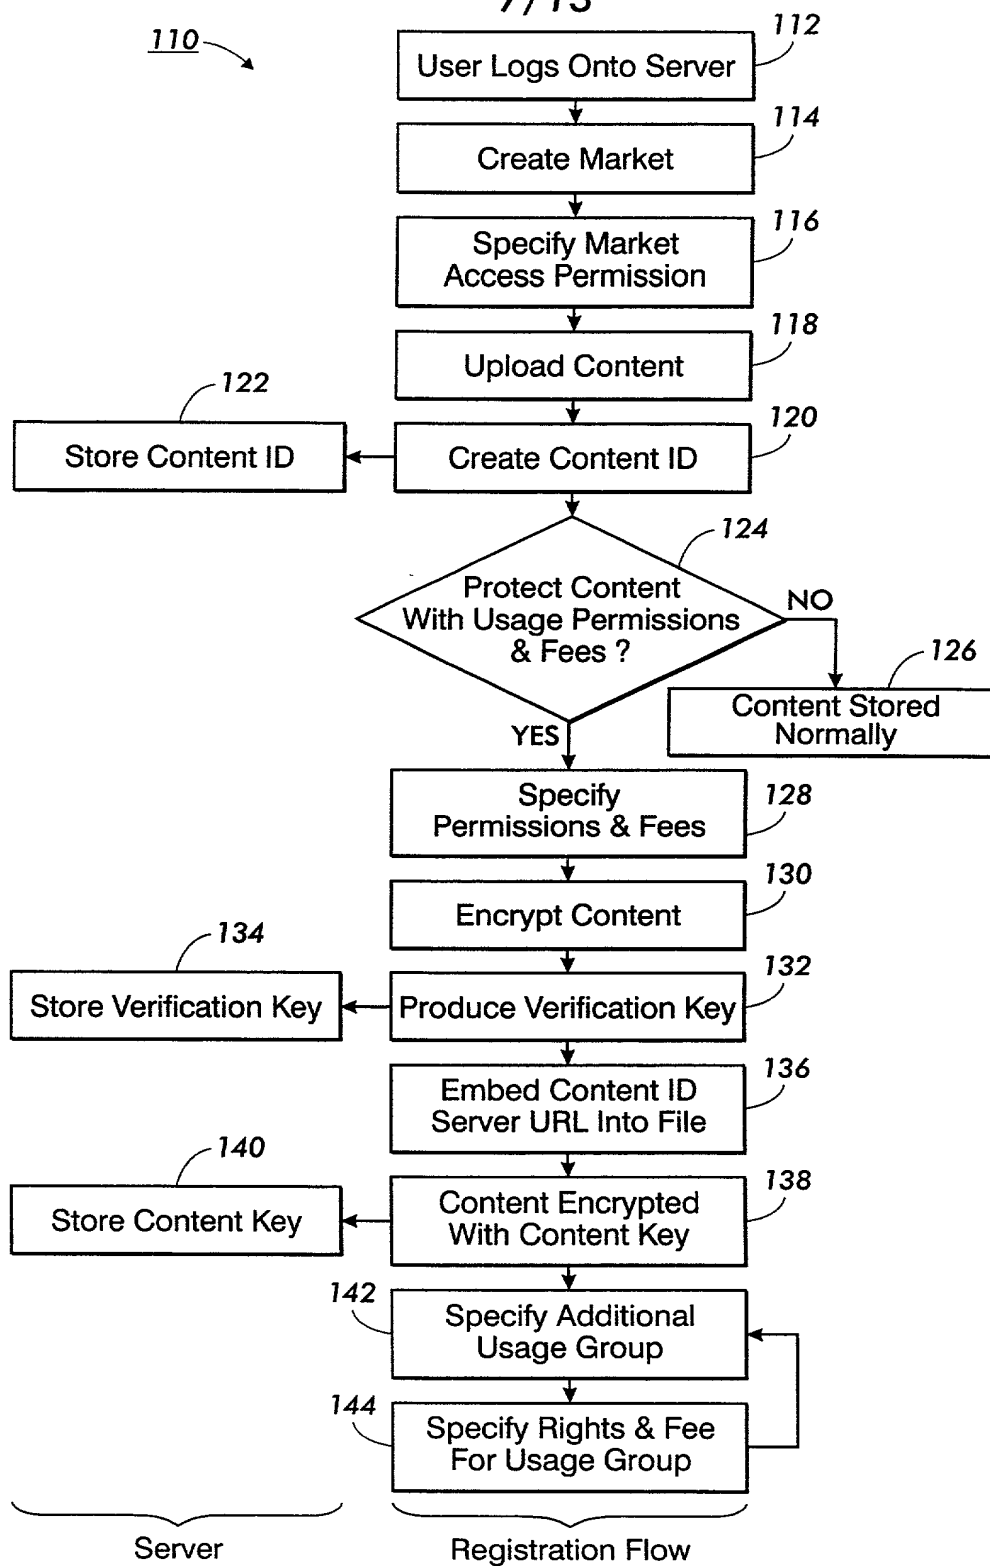 7/13
110
112
User Logs Onto Server
114
Create Market
116
Specify Market
Access Permission
118
Upload Content
122
Store Content ID
120
Create Content ID
124
Protect Content
With Usage Permissions
& Fees ?
NO
126
Content Stored
Normally
YES
128
Specify
Permissions & Fees
130
Encrypt Content
134
Store Verification Key
132
Produce Verification Key
136
Embed Content ID
Server URL Into File
140
Store Content Key
138
Content Encrypted
With Content Key
142
Specify Additional
Usage Group
144
Specify Rights & Fee
For Usage Group
Server
Registration Flow